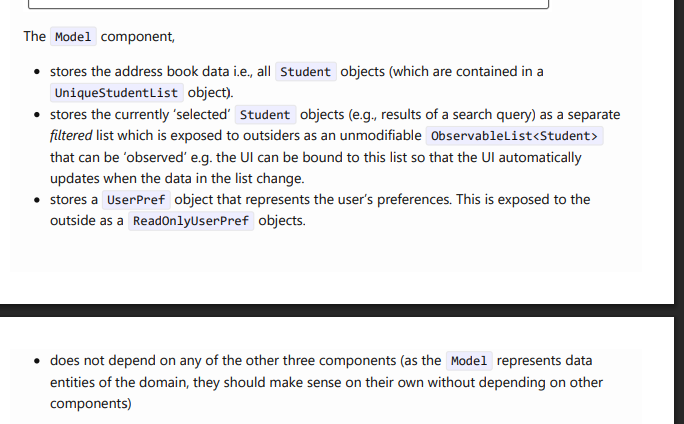 The Model component,
stores the address book data i.e., all Student objects (which are contained in a
UniqueStudentList object).
stores the currently 'selected' Student objects (e.g., results of a search query) as a separate
filtered list which is exposed to outsiders as an unmodifiable ObservableList<Student>
that can be 'observed' e.g. the UI can be bound to this list so that the UI automatically
updates when the data in the list change.
stores a UserPref object that represents the user's preferences. This is exposed to the
outside as a ReadOnlyUserPref objects.
does not depend on any of the other three components (as the Model represents data
entities of the domain, they should make sense on their own without depending on other
components)